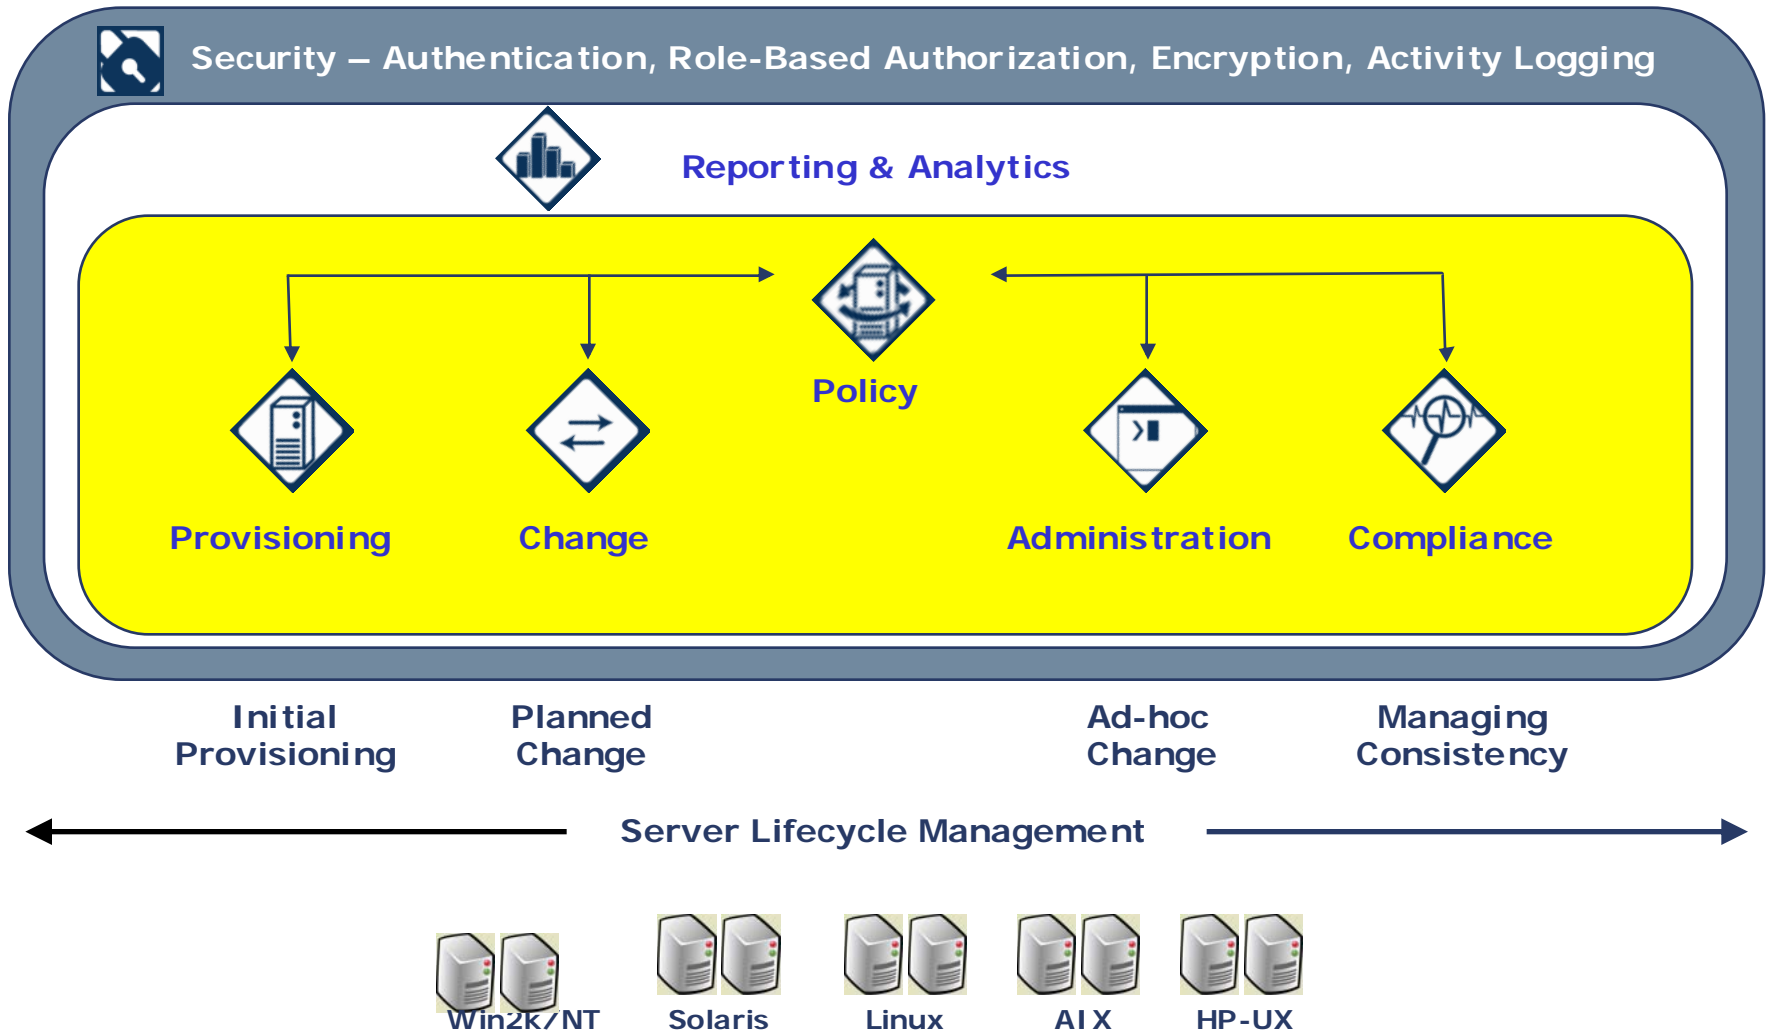 Security – Authentication, Role-Based Authorization, Encryption, Activity Logging
Reporting & Analytics
Policy
Provisioning
Change
Administration
Compliance
Initial
Provisioning
Planned
Change
Ad-hoc
Change
Managing
Consistency
Server Lifecycle Management
Win2k/NT
Solaris
Linux
AIX
HP-UX